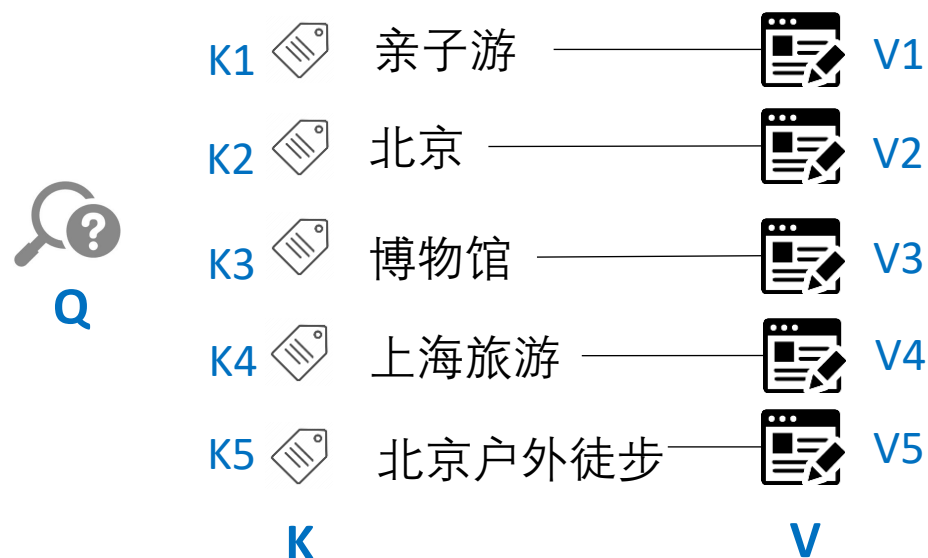 K1 亲子游 V1
K2 北京 V2
K3 博物馆 V3
Q
K4 上海旅游 V4
K5 北京户外徒步 V5
K V